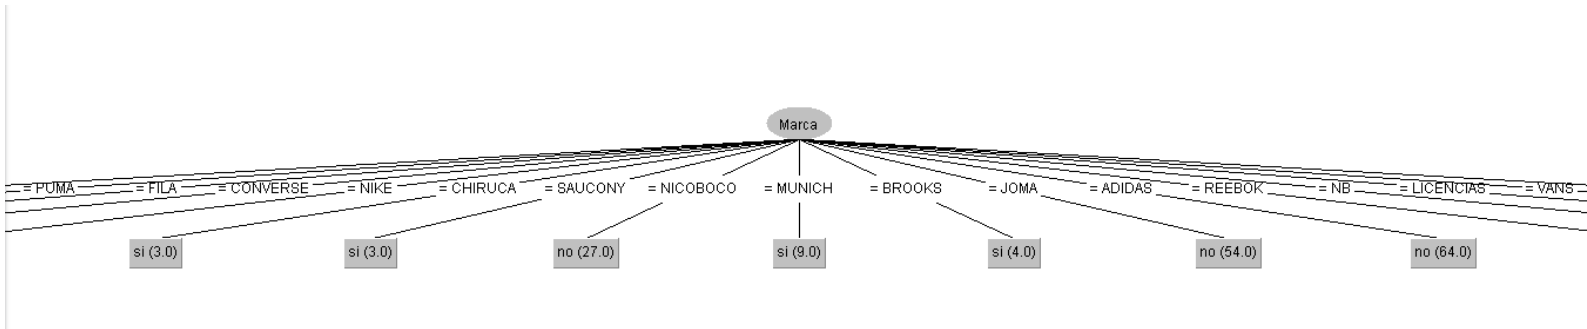 Marca
= PUMA = FILA = CONVERSE = NIKE = CHIRUCA = SAUCONY = NICOBOCO = MUNICH = BROOKS = JOMA = ADIDAS = REEBOK = NB = LICENCIAS = VANS
si (3.0) si (3.0) no (27.0) si (9.0) si (4.0) no (54.0) no (64.0)